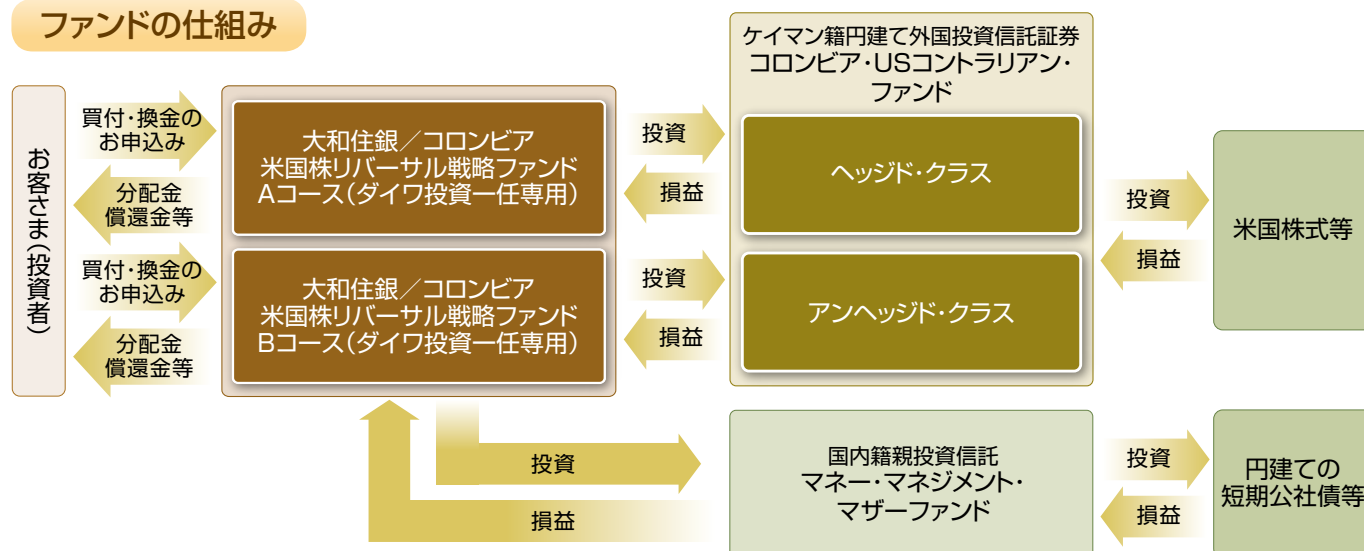 ファンドの仕組み
お客さま(投資者)
買付・換金の
お申込み
分配金
償還金等
買付・換金の
お申込み
分配金
償還金等
大和住銀/コロンビア
米国株リバーサル戦略ファンド
Aコース(ダイワ投資一任専用)
大和住銀/コロンビア
米国株リバーサル戦略ファンド
Bコース(ダイワ投資一任専用)
投資
損益
投資
損益
ケイマン籍円建て外国投資信託証券
コロンビア・USコントラリアン・
ファンド
ヘッジド・クラス
アンヘッジド・クラス
投資
損益
米国株式等
投資
損益
国内籍親投資信託
マネー・マネジメント・
マザーファンド
投資
損益
円建ての
短期公社債等